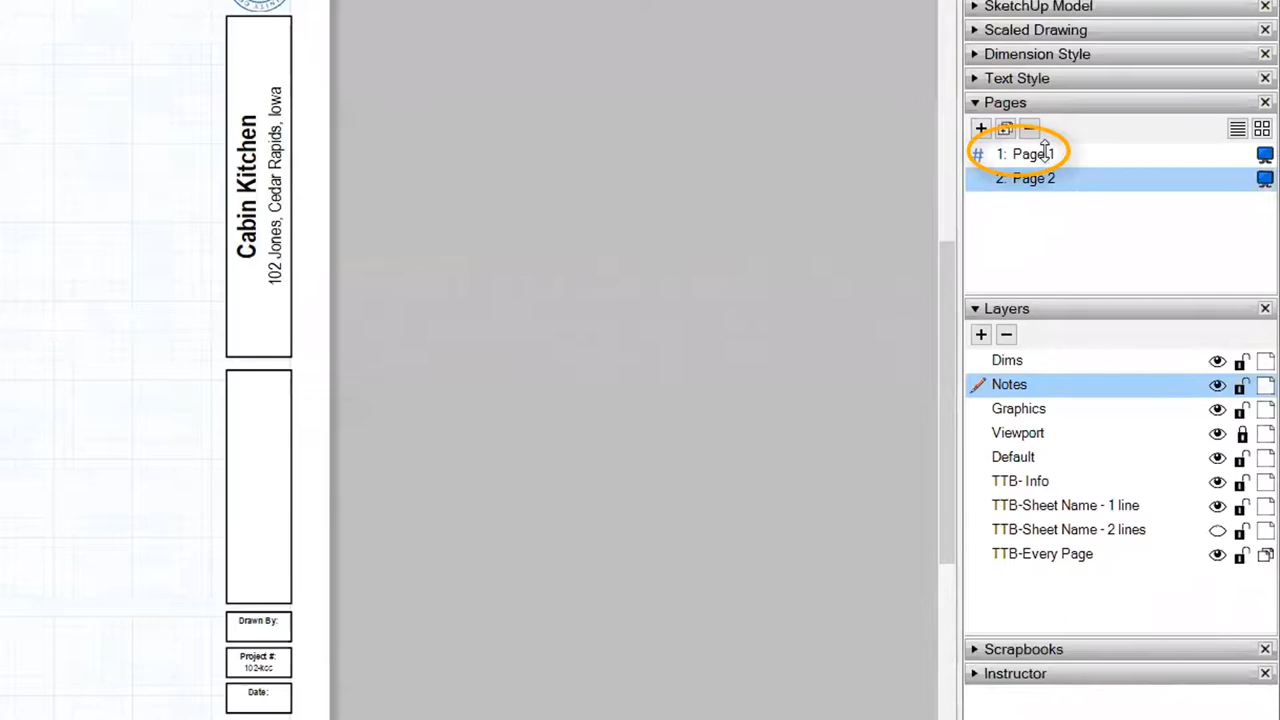 SketchUp Model
Scaled Drawing
Dimension Style
Text Style
Pages
# 1: Page 1
2: Page 2
Layers
Dims
Notes
Graphics
Viewport
Default
TTB- Info
TTB-Sheet Name - 1 line
TTB-Sheet Name - 2 lines
TTB-Every Page
Scrapbooks
Instructor
Cabin Kitchen
102 Jones, Cedar Rapids, Iowa
Drawn By:
Project #:
102-kcc
Date: